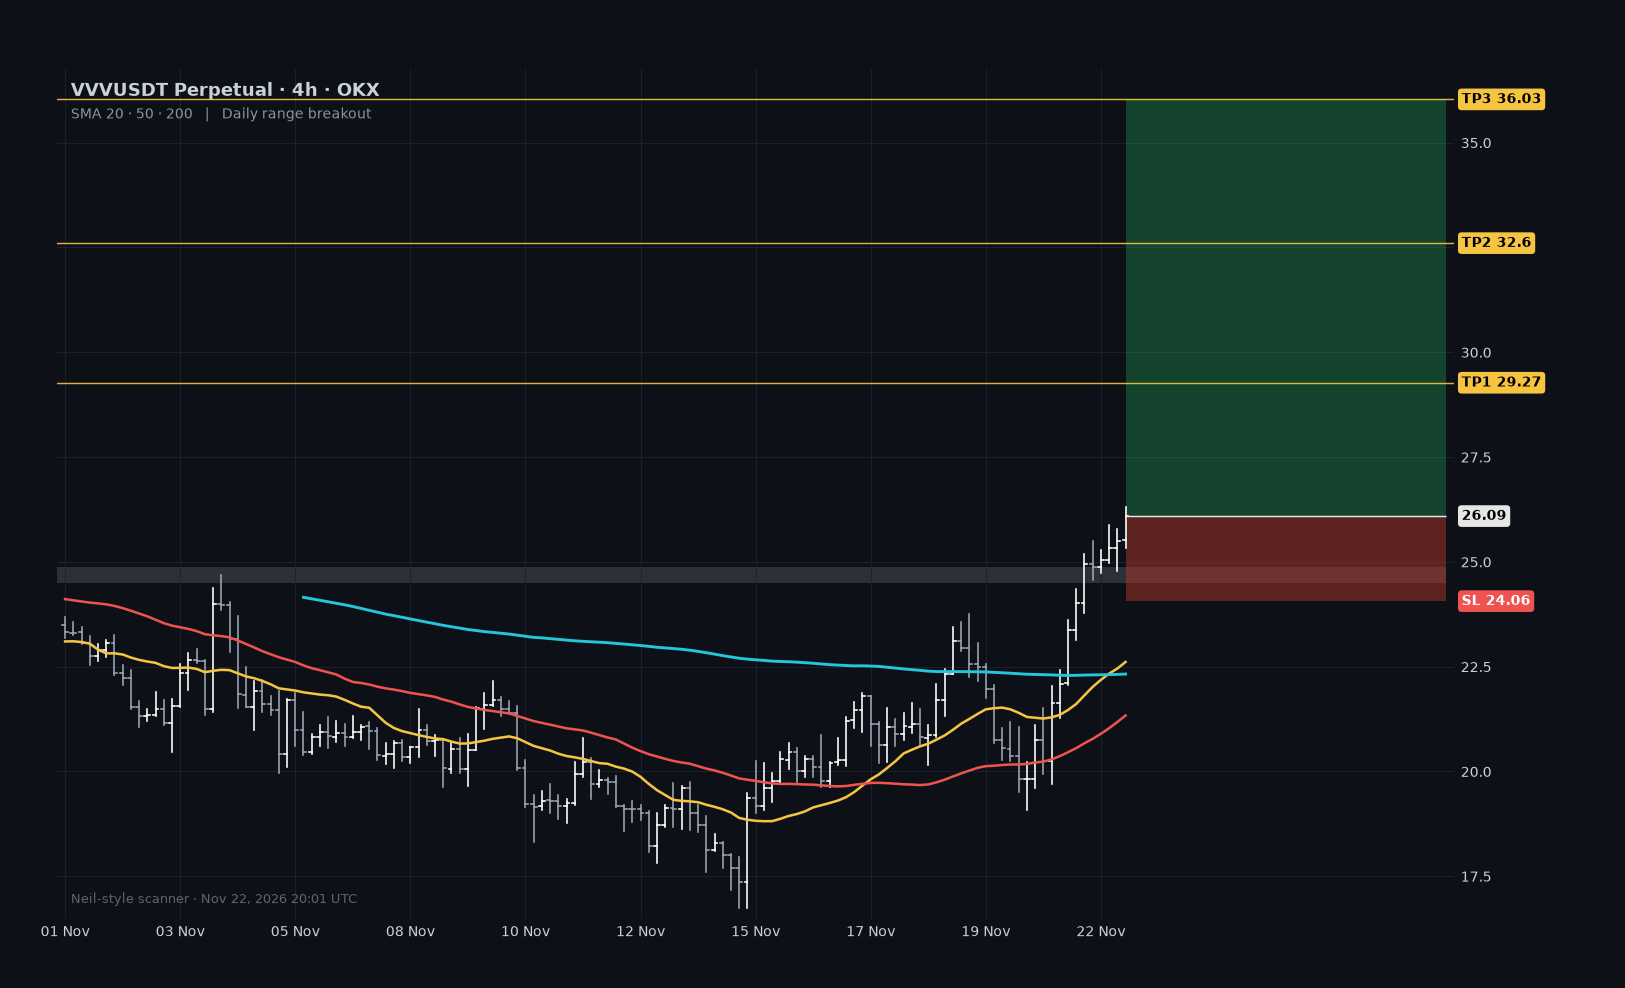 VVVUSDT Perpetual · 4h · OKX
SMA 20 · 50 · 200 | Daily range breakout
TP3 36.03
35.0
TP2 32.6
30.0
TP1 29.27
27.5
26.09
25.0
SL 24.06
22.5
20.0
17.5
Neil-style scanner · Nov 22, 2026 20:01 UTC
01 Nov 03 Nov 05 Nov 08 Nov 10 Nov 12 Nov 15 Nov 17 Nov 19 Nov 22 Nov